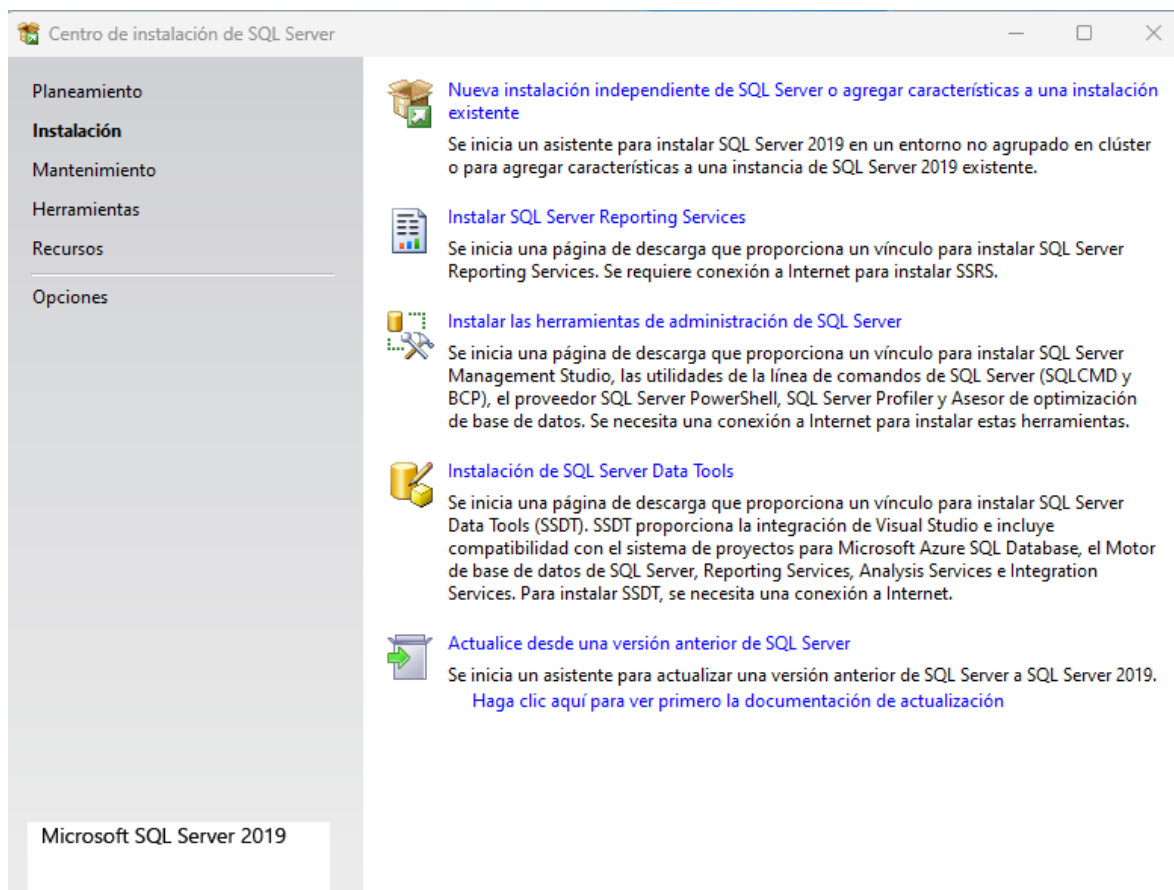 Centro de instalación de SQL Server
Planeamiento
Instalación
Mantenimiento
Herramientas
Recursos
Opciones
Nueva instalación independiente de SQL Server o agregar características a una instalación
existente
Se inicia un asistente para instalar SQL Server 2019 en un entorno no agrupado en clúster
o para agregar características a una instancia de SQL Server 2019 existente.
Instalar SQL Server Reporting Services
Se inicia una página de descarga que proporciona un vínculo para instalar SQL Server
Reporting Services. Se requiere conexión a Internet para instalar SSRS.
Instalar las herramientas de administración de SQL Server
Se inicia una página de descarga que proporciona un vínculo para instalar SQL Server
Management Studio, las utilidades de la línea de comandos de SQL Server (SQLCMD y
BCP), el proveedor SQL Server PowerShell, SQL Server Profiler y Asesor de optimización
de base de datos. Se necesita una conexión a Internet para instalar estas herramientas.
Instalación de SQL Server Data Tools
Se inicia una página de descarga que proporciona un vínculo para instalar SQL Server
Data Tools (SSDT). SSDT proporciona la integración de Visual Studio e incluye
compatibilidad con el sistema de proyectos para Microsoft Azure SQL Database, el Motor
de base de datos de SQL Server, Reporting Services, Analysis Services e Integration
Services. Para instalar SSDT, se necesita una conexión a Internet.
Actualice desde una versión anterior de SQL Server
Se inicia un asistente para actualizar una versión anterior de SQL Server a SQL Server 2019.
Haga clic aquí para ver primero la documentación de actualización
Microsoft SQL Server 2019